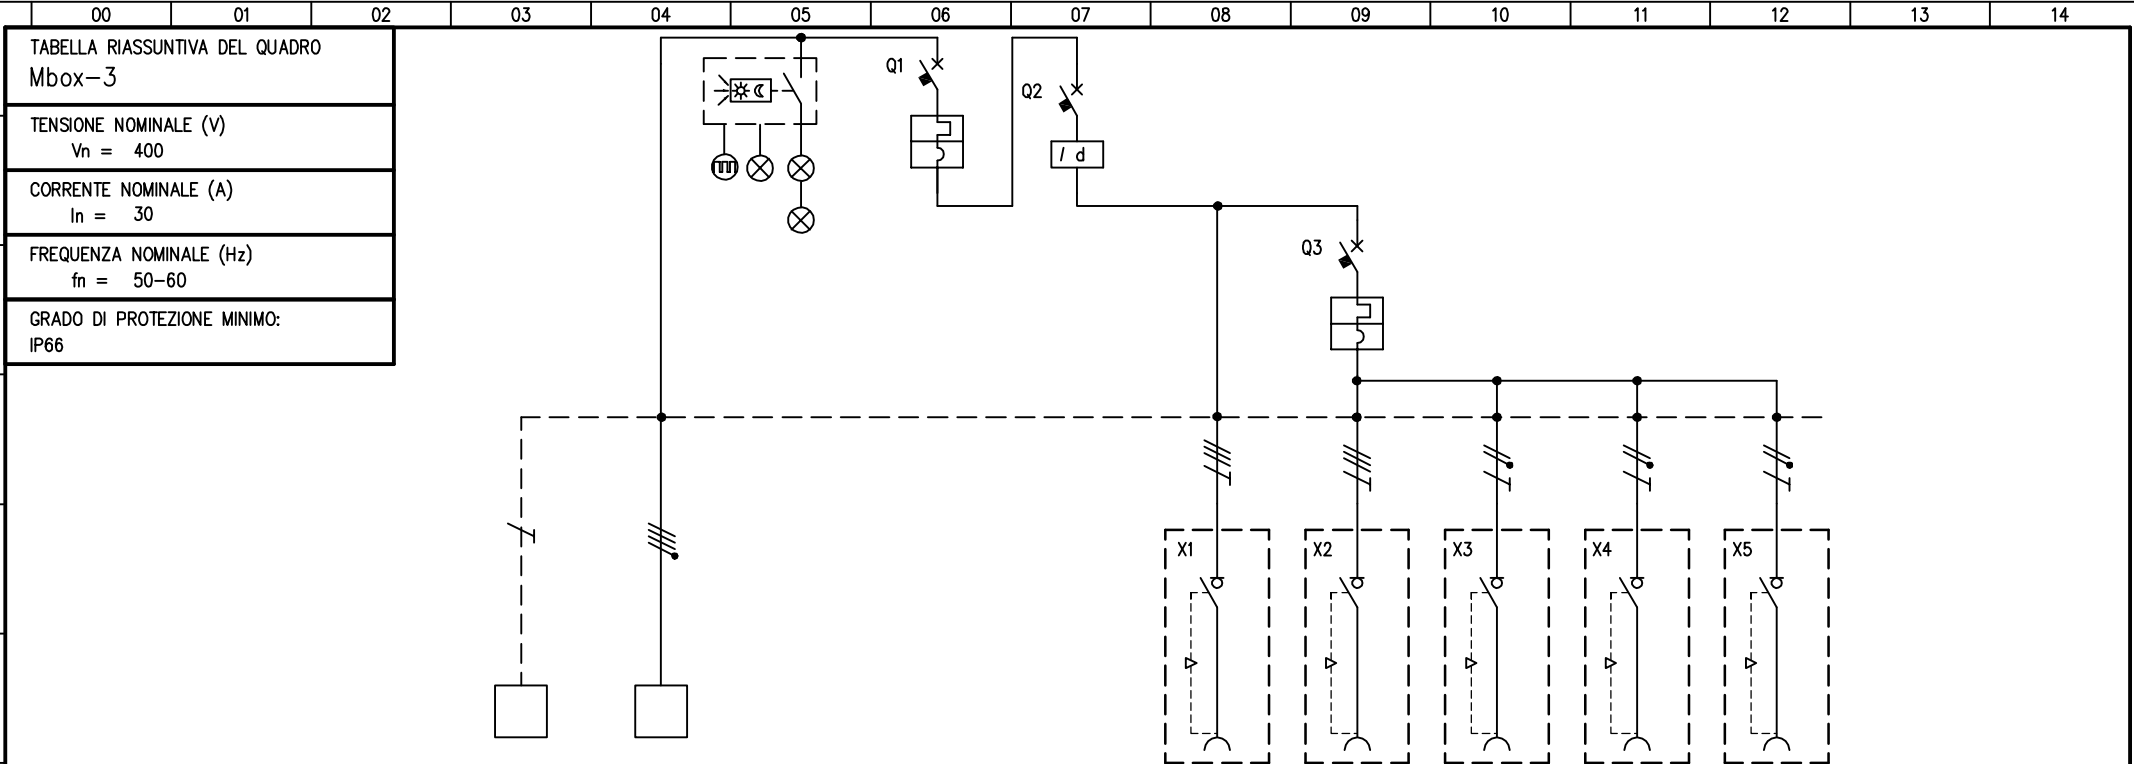 00 01 02 03 04 05 06 07 08 09 10 11 12 13 14
TABELLA RIASSUNTIVA DEL QUADRO
Mbox-3
TENSIONE NOMINALE (V)
Vn = 400
CORRENTE NOMINALE (A)
In = 30
FREQUENZA NOMINALE (Hz)
fn = 50-60
GRADO DI PROTEZIONE MINIMO:
IP66
Q1
Q2
I d
Q3
X1 X2 X3 X4 X5